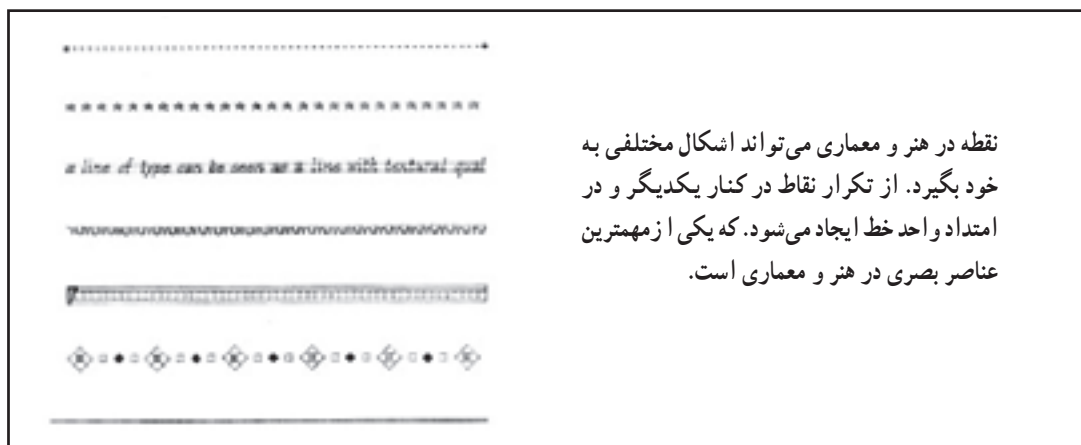 نقطه در هنر و معماری می‌تواند اشکال مختلفی به
خود بگیرد. از تکرار نقاط در کنار یکدیگر و در
امتداد واحد خط ایجاد می‌شود. که یکی ا زمهمترین
عناصر بصری در هنر و معماری است.
a line of type can be seen as a line with textural qual